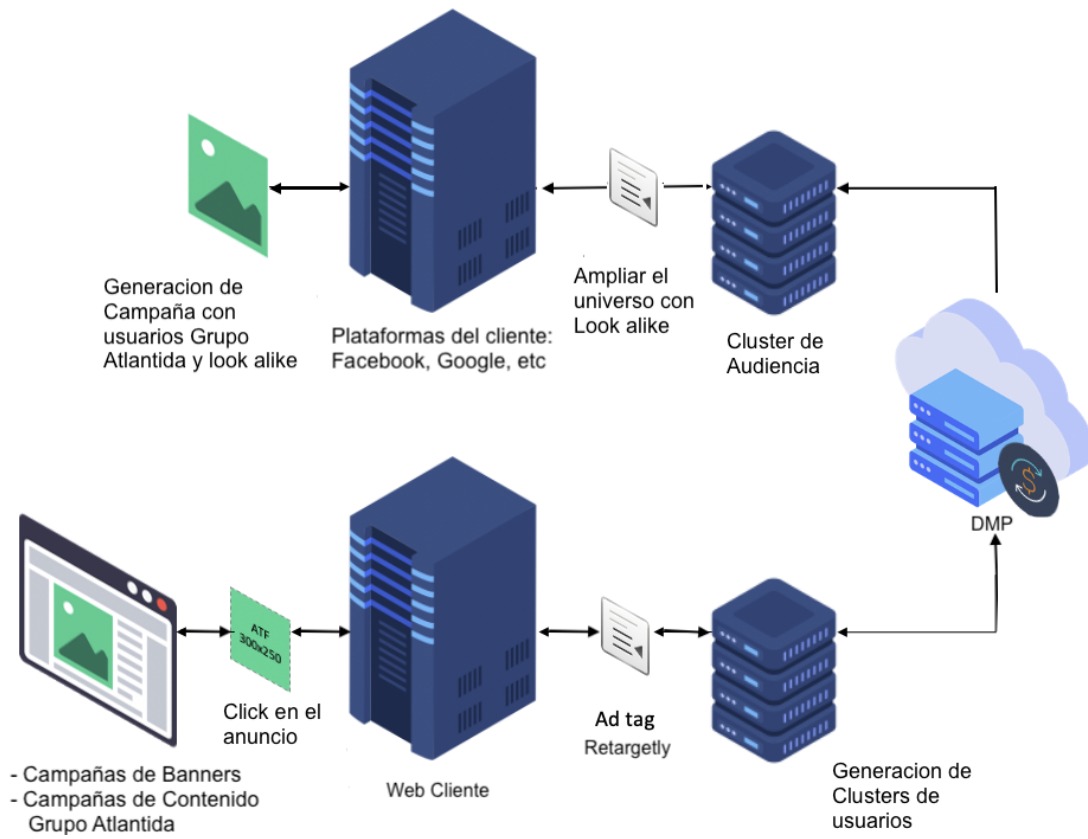 Generacion de
Campaña con
usuarios Grupo
Atlantida y look alike
Plataformas del cliente:
Facebook, Google, etc
Ampliar el
universo con
Look alike
Cluster de
Audiencia
DMP
ATF
300x250
Click en el
anuncio
- Campañas de Banners
- Campañas de Contenido
Grupo Atlantida
Web Cliente
Ad tag
Retargetly
Generacion de
Clusters de
usuarios